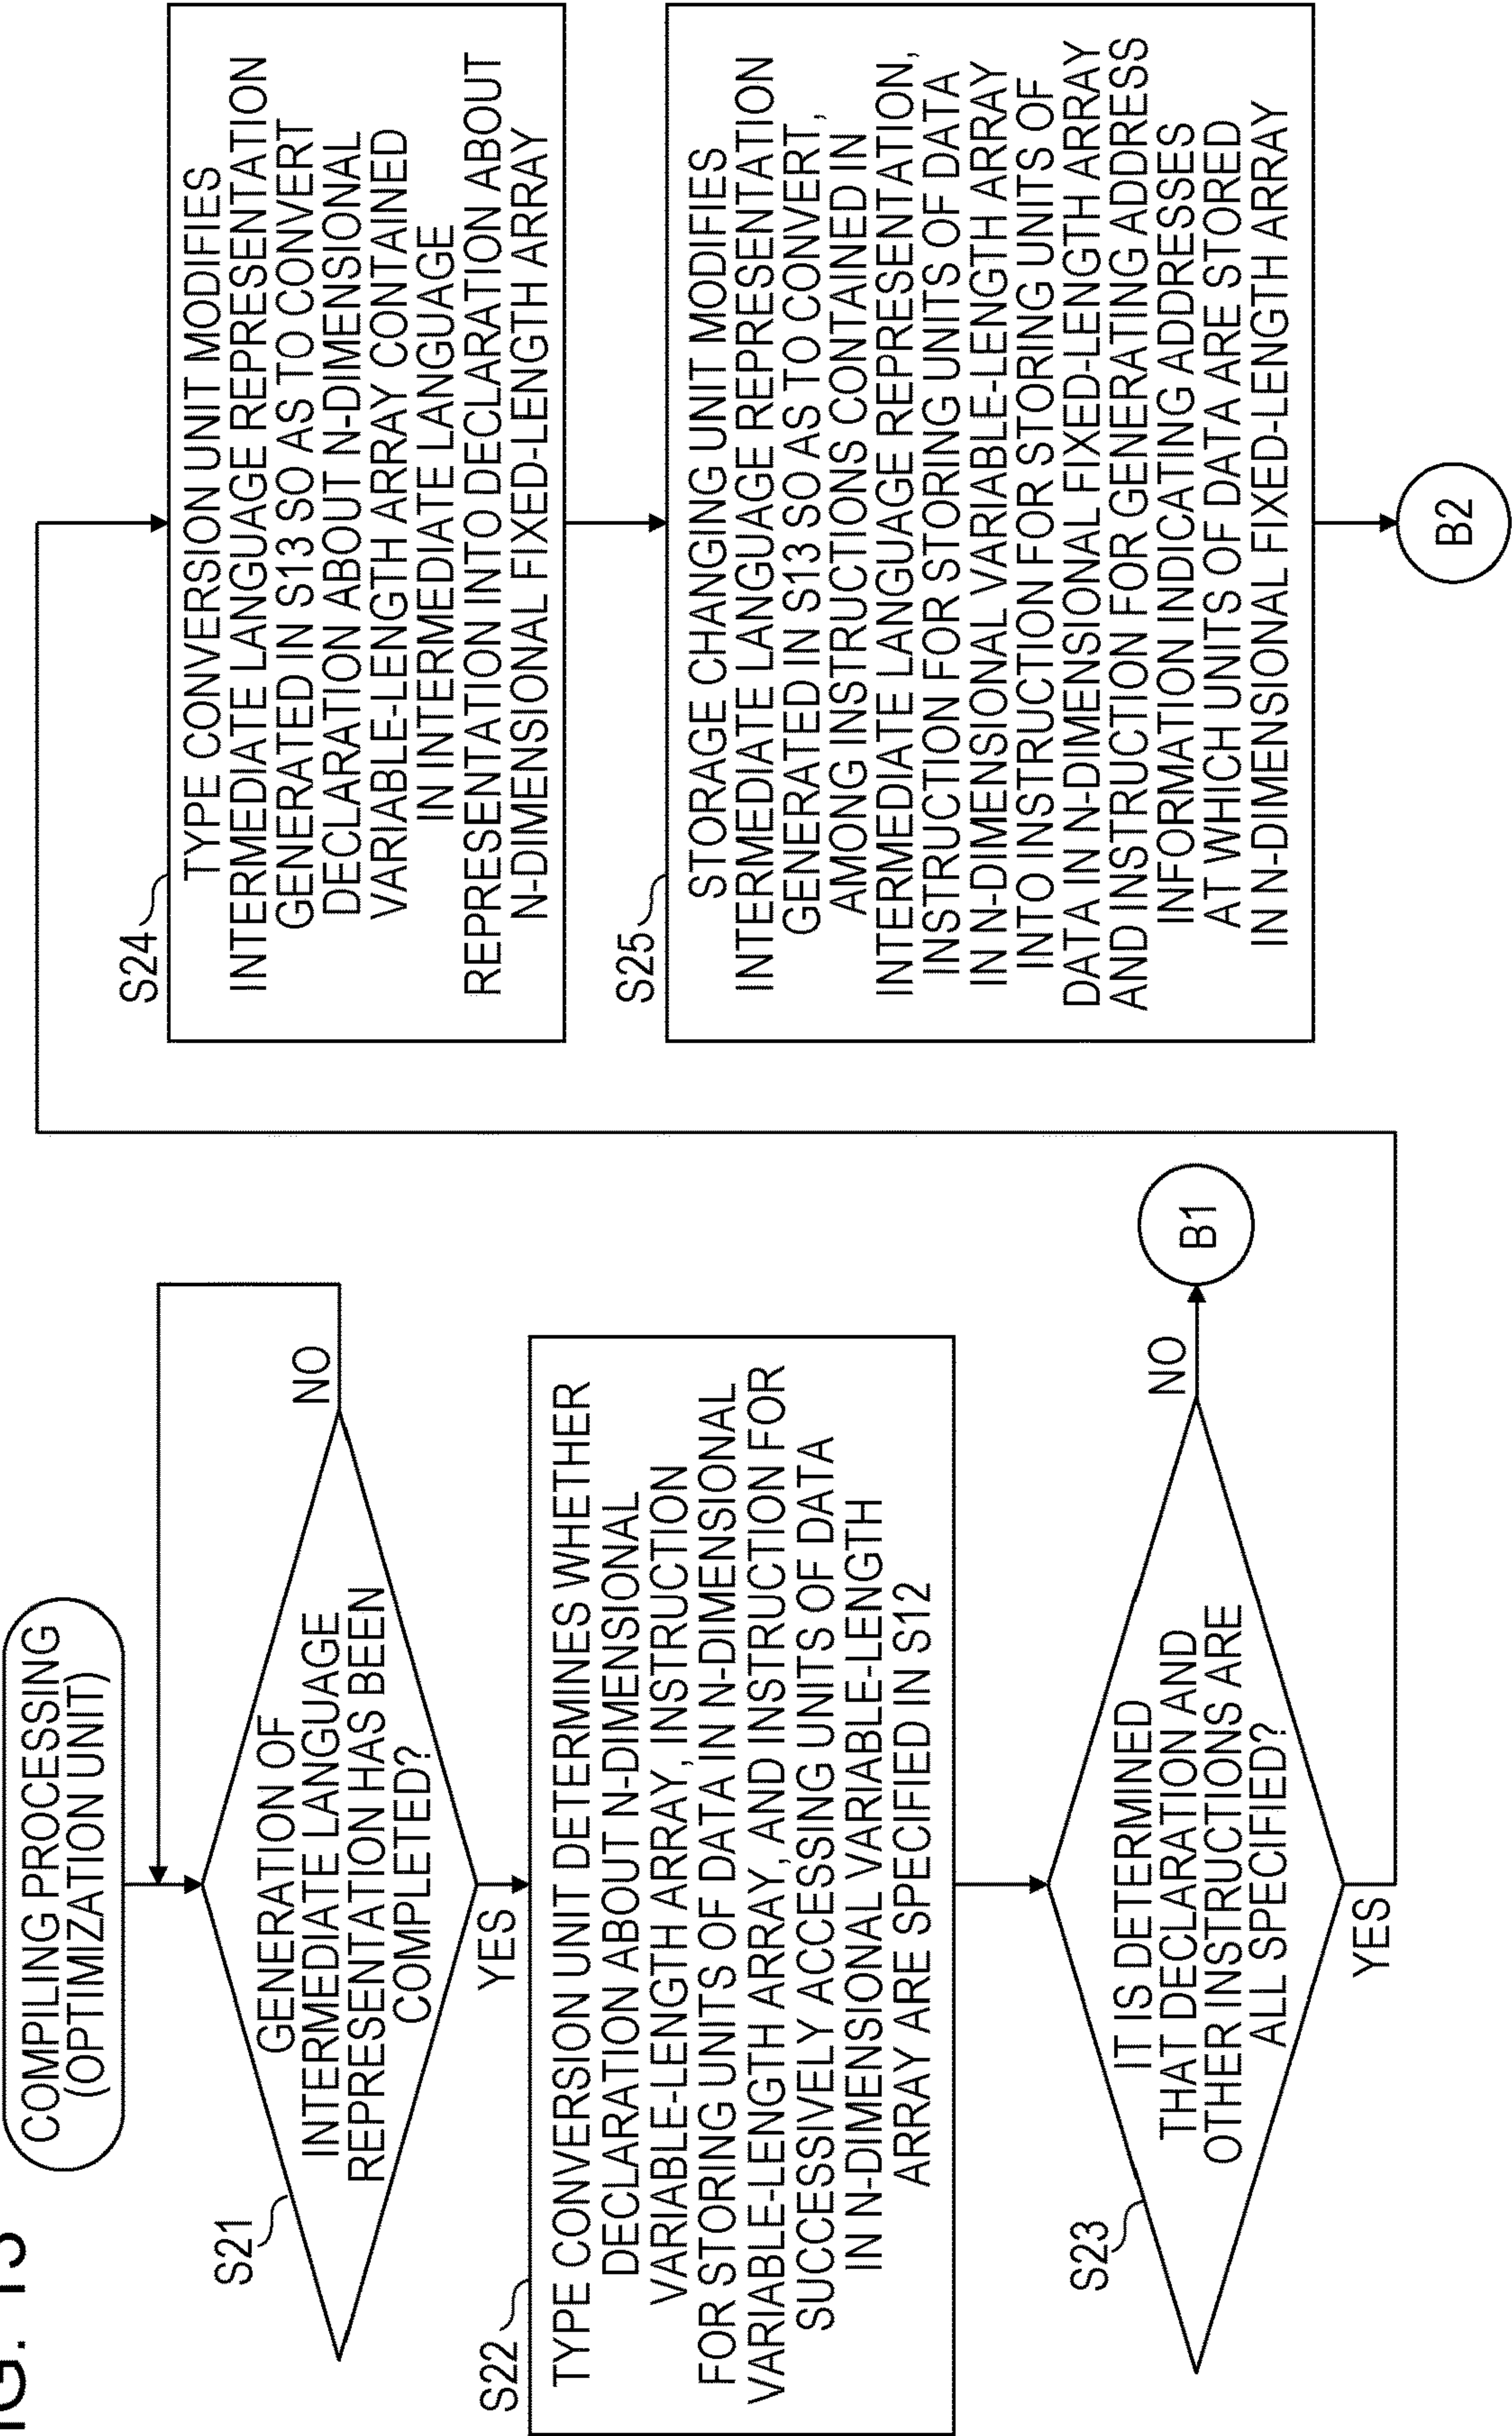 FIG. 13
COMPILING PROCESSING
(OPTIMIZATION UNIT)
S21
GENERATION OF
INTERMEDIATE LANGUAGE
REPRESENTATION HAS BEEN
COMPLETED?
NO
YES
S22
TYPE CONVERSION UNIT DETERMINES WHETHER
DECLARATION ABOUT N-DIMENSIONAL
VARIABLE-LENGTH ARRAY, INSTRUCTION
FOR STORING UNITS OF DATA IN N-DIMENSIONAL
VARIABLE-LENGTH ARRAY, AND INSTRUCTION FOR
SUCCESSIVELY ACCESSING UNITS OF DATA
IN N-DIMENSIONAL VARIABLE-LENGTH
ARRAY ARE SPECIFIED IN S12
S23
IT IS DETERMINED
THAT DECLARATION AND
OTHER INSTRUCTIONS ARE
ALL SPECIFIED?
NO
B1
YES
S24
TYPE CONVERSION UNIT MODIFIES
INTERMEDIATE LANGUAGE REPRESENTATION
GENERATED IN S13 SO AS TO CONVERT
DECLARATION ABOUT N-DIMENSIONAL
VARIABLE-LENGTH ARRAY CONTAINED
IN INTERMEDIATE LANGUAGE
REPRESENTATION INTO DECLARATION ABOUT
N-DIMENSIONAL FIXED-LENGTH ARRAY
S25
STORAGE CHANGING UNIT MODIFIES
INTERMEDIATE LANGUAGE REPRESENTATION
GENERATED IN S13 SO AS TO CONVERT,
AMONG INSTRUCTIONS CONTAINED IN
INTERMEDIATE LANGUAGE REPRESENTATION,
INSTRUCTION FOR STORING UNITS OF DATA
IN N-DIMENSIONAL VARIABLE-LENGTH ARRAY
INTO INSTRUCTION FOR STORING UNITS OF
DATA IN N-DIMENSIONAL FIXED-LENGTH ARRAY
AND INSTRUCTION FOR GENERATING ADDRESS
INFORMATION INDICATING ADDRESSES
AT WHICH UNITS OF DATA ARE STORED
IN N-DIMENSIONAL FIXED-LENGTH ARRAY
B2